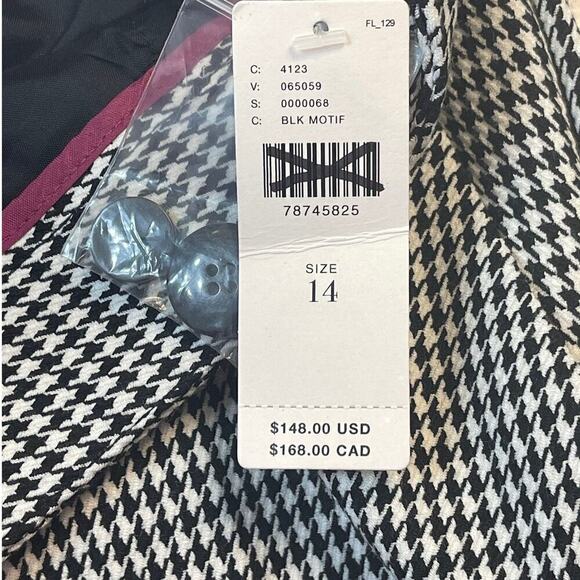 FL_129
C: 4123
V: 065059
S: 0000068
C: BLK MOTIF
78745825
SIZE
14
$148.00 USD
$168.00 CAD